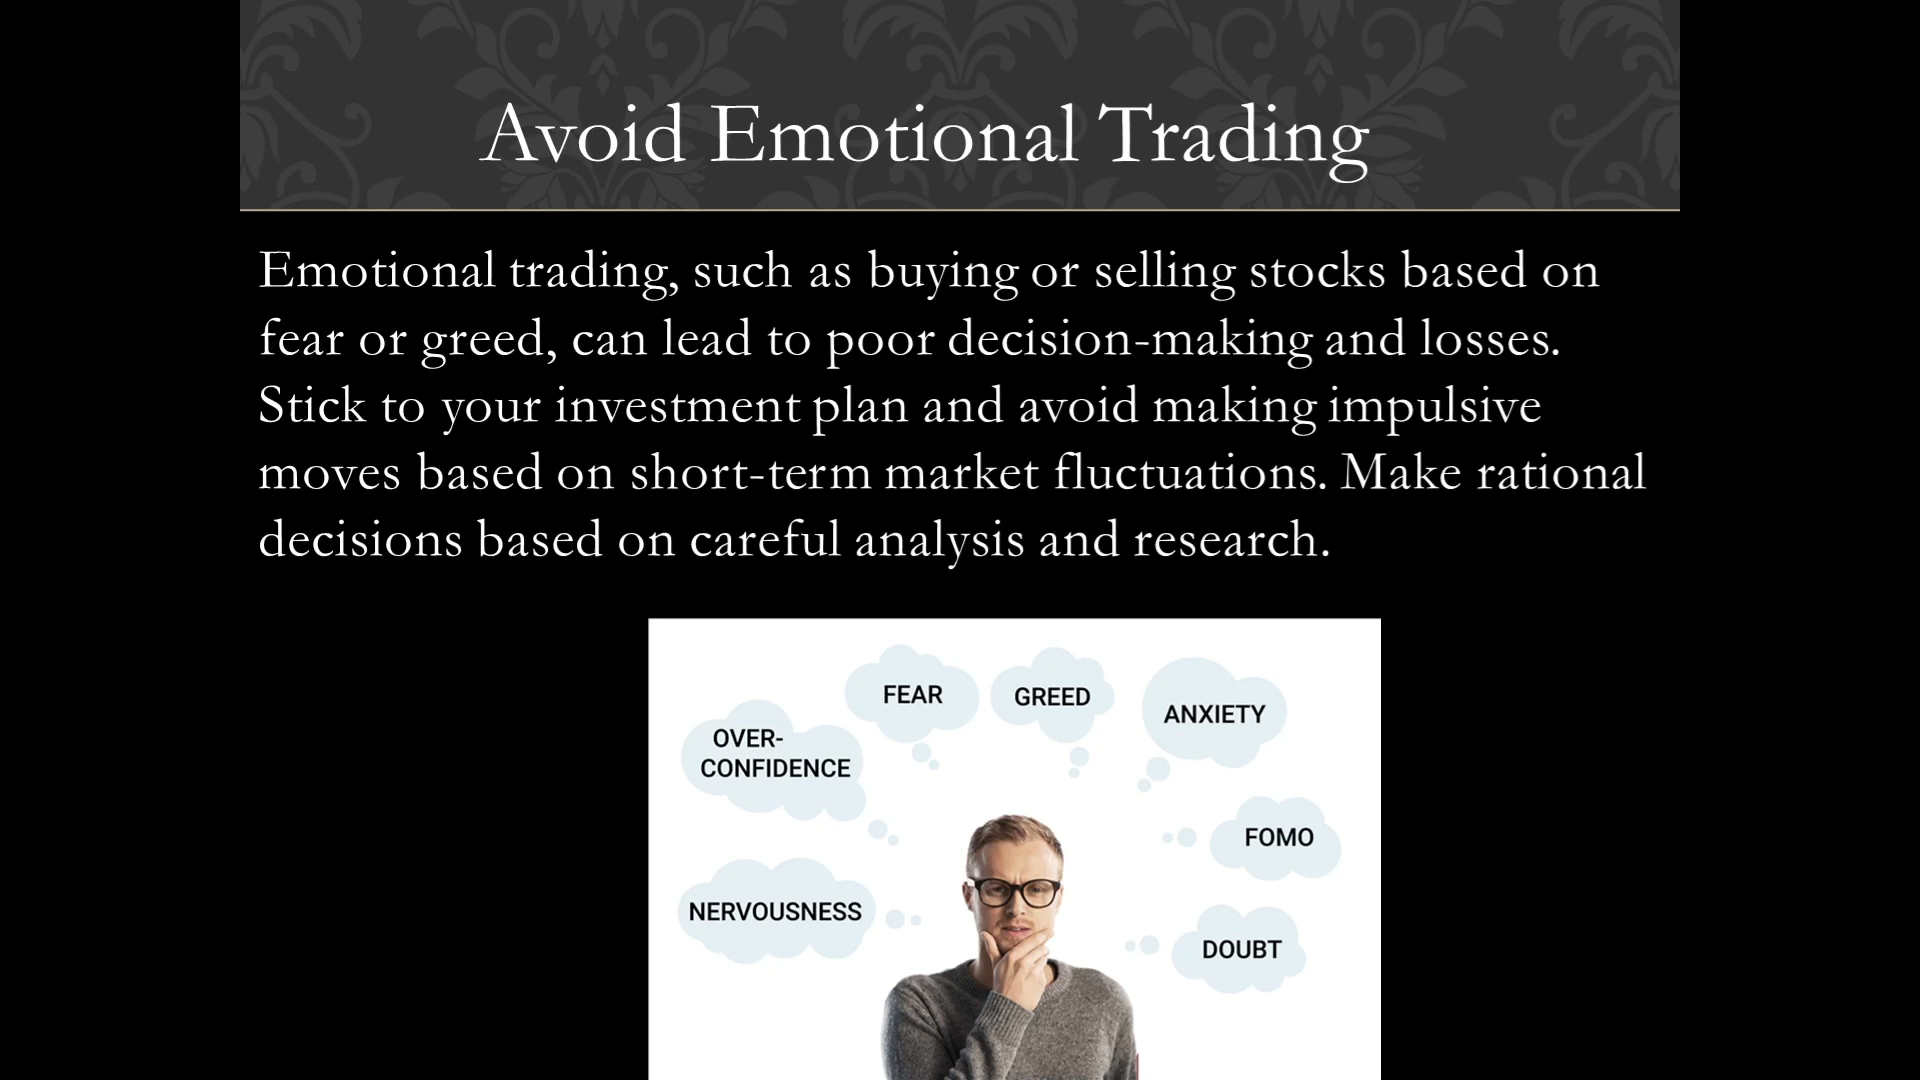 Avoid Emotional Trading
Emotional trading, such as buying or selling stocks based on
fear or greed, can lead to poor decision-making and losses.
Stick to your investment plan and avoid making impulsive
moves based on short-term market fluctuations. Make rational
decisions based on careful analysis and research.
FEAR
GREED
ANXIETY
OVER-
CONFIDENCE
FOMO
NERVOUSNESS
DOUBT